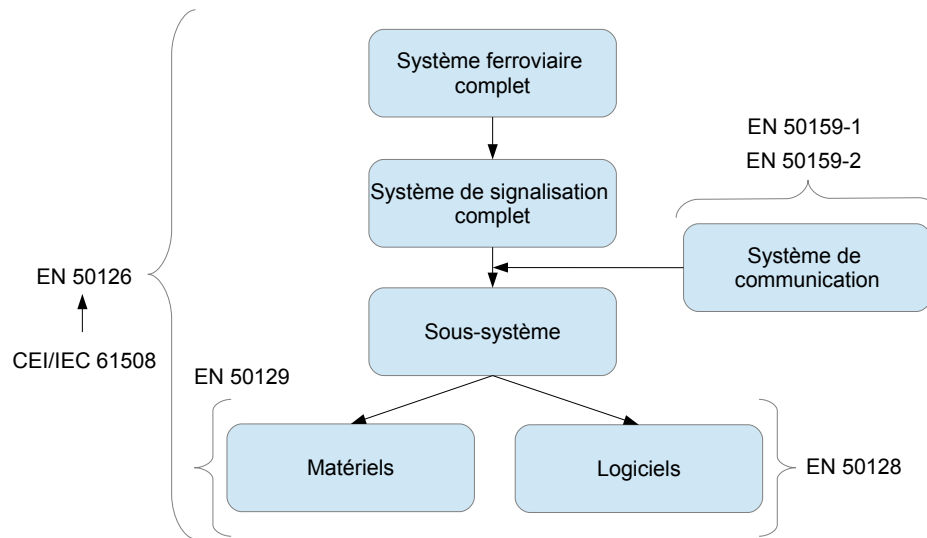 Système ferroviaire
complet
EN 50159-1
EN 50159-2
Système de signalisation
complet
Système de
communication
EN 50126
Sous-système
CEI/IEC 61508
EN 50129
Matériels
Logiciels
EN 50128